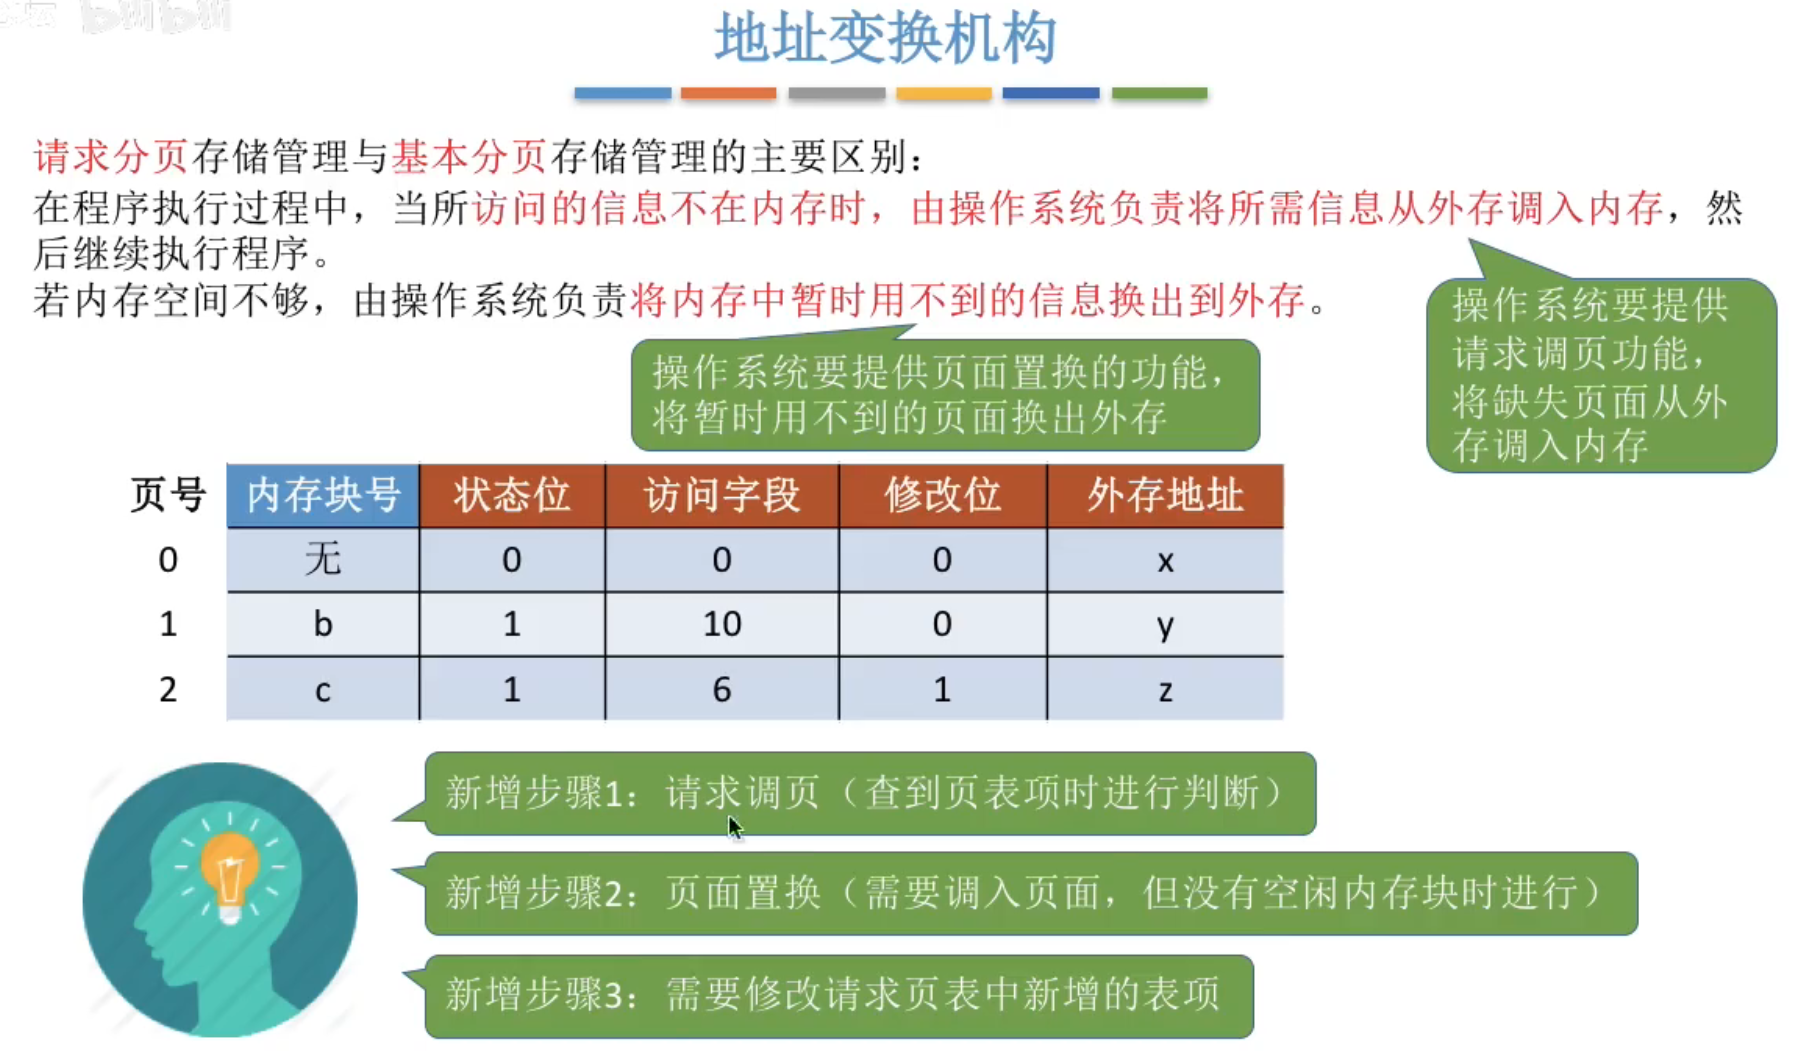 bilibili
地址变换机构
请求分页存储管理与基本分页存储管理的主要区别：
在程序执行过程中，当所访问的信息不在内存时，由操作系统负责将所需信息从外存调入内存，然
后继续执行程序。
若内存空间不够，由操作系统负责将内存中暂时用不到的信息换出到外存。
操作系统要提供
请求调页功能，
将缺失页面从外
存调入内存
操作系统要提供页面置换的功能，
将暂时用不到的页面换出外存
页号 内存块号 状态位 访问字段 修改位 外存地址
0 无 0 0 0 x
1 b 1 10 0 y
2 c 1 6 1 z
新增步骤1：请求调页（查到页表项时进行判断）
新增步骤2：页面置换（需要调入页面，但没有空闲内存块时进行）
新增步骤3：需要修改请求页表中新增的表项